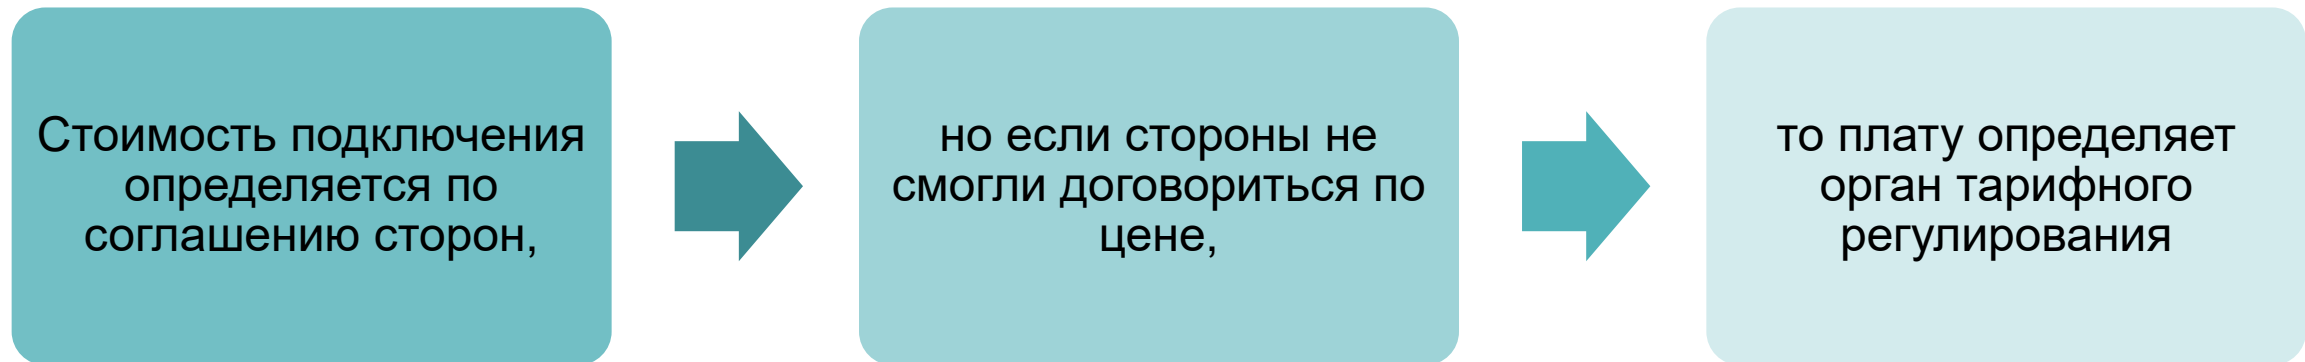 Стоимость подключения
определяется по
соглашению сторон,
но если стороны не
смогли договориться по
цене,
то плату определяет
орган тарифного
регулирования